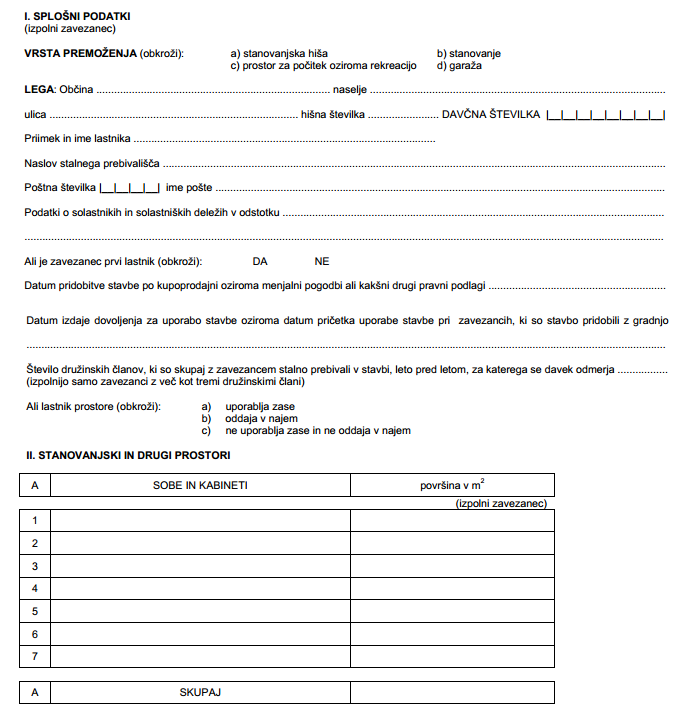 I. SPLOŠNI PODATKI
(izpolni zavezanec)
VRSTA PREMOŽENJA (obkroži): a) stanovanjska hiša b) stanovanje
c) prostor za počitek oziroma rekreacijo d) garaža
LEGA: Občina ................................................................................ naselje ................................................................................
ulica ................................................................................ hišna številka ........................ DAVČNA ŠTEVILKA |__|__|__|__|__|__|__|__|
Priimek in ime lastnika ................................................................................
Naslov stalnega prebivališča ................................................................................
Poštna številka |__|__|__|__| ime pošte ................................................................................
Podatki o solastnikih in solastniških deležih v odstotku ................................................................................
................................................................................
Ali je zavezanec prvi lastnik (obkroži): DA NE
Datum pridobitve stavbe po kupoprodajni oziroma menjalni pogodbi ali kakšni drugi pravni podlagi ................................................
Datum izdaje dovoljenja za uporabo stavbe oziroma datum pričetka uporabe stavbe pri zavezancih, ki so stavbo pridobili z gradnjo
................................................................................
Število družinskih članov, ki so skupaj z zavezancem stalno prebivali v stavbi, leto pred letom, za katerega se davek odmerja .................
(izpolnijo samo zavezanci z več kot tremi družinskimi člani)
Ali lastnik prostore (obkroži): a) uporablja zase
b) oddaja v najem
c) ne uporablja zase in ne oddaja v najem
II. STANOVANJSKI IN DRUGI PROSTORI
A SOBE IN KABINETI površina v m²
(izpolni zavezanec)
1
2
3
4
5
6
7
A SKUPAJ